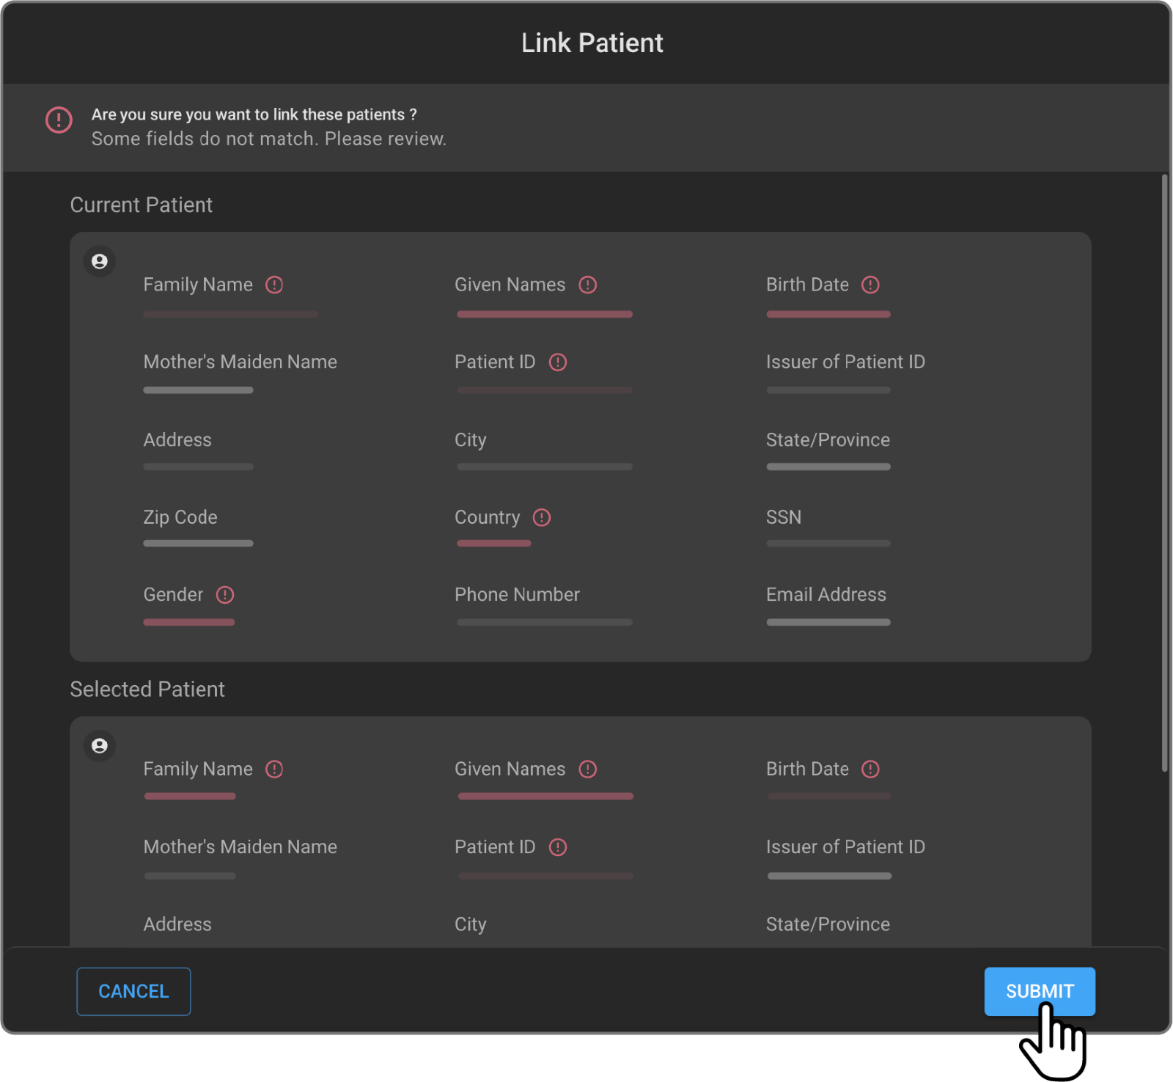 Link Patient
Are you sure you want to link these patients ?
Some fields do not match. Please review.
Current Patient
Family Name Given Names Birth Date
Mother's Maiden Name Patient ID Issuer of Patient ID
Address City State/Province
Zip Code Country SSN
Gender Phone Number Email Address
Selected Patient
Family Name Given Names Birth Date
Mother's Maiden Name Patient ID Issuer of Patient ID
Address City State/Province
CANCEL SUBMIT